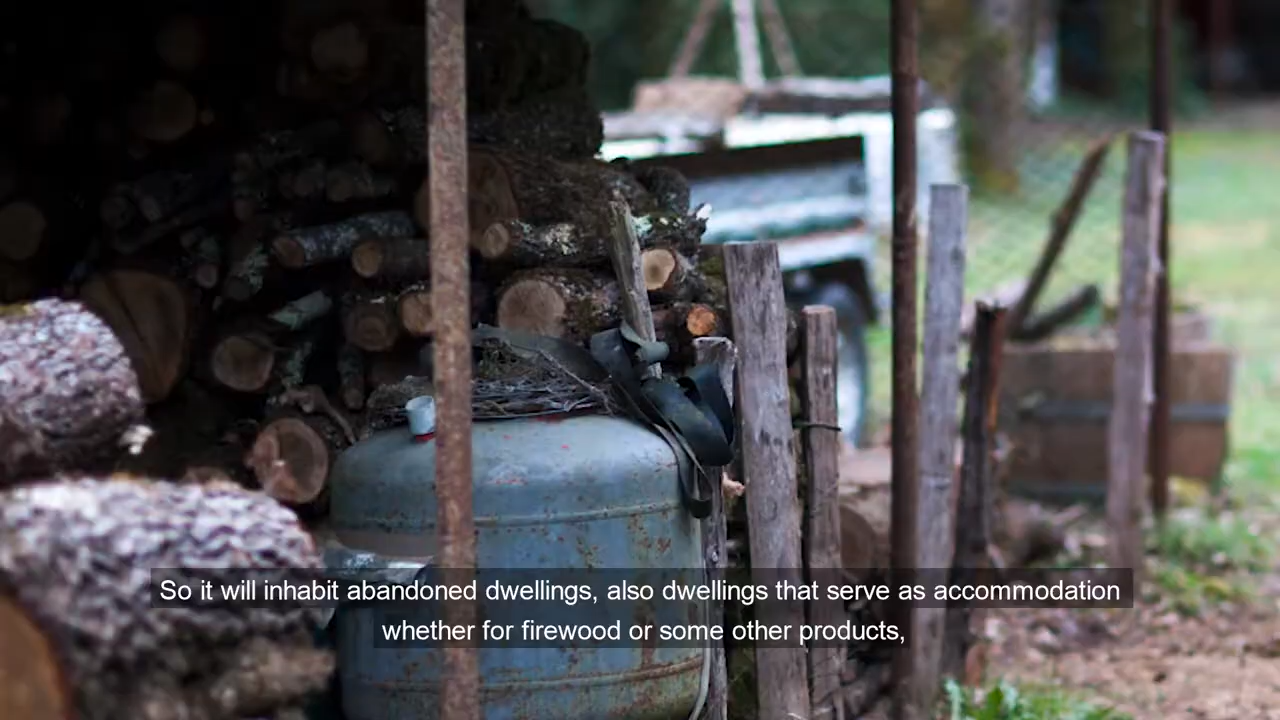 So it will inhabit abandoned dwellings, also dwellings that serve as accommodation
whether for firewood or some other products,